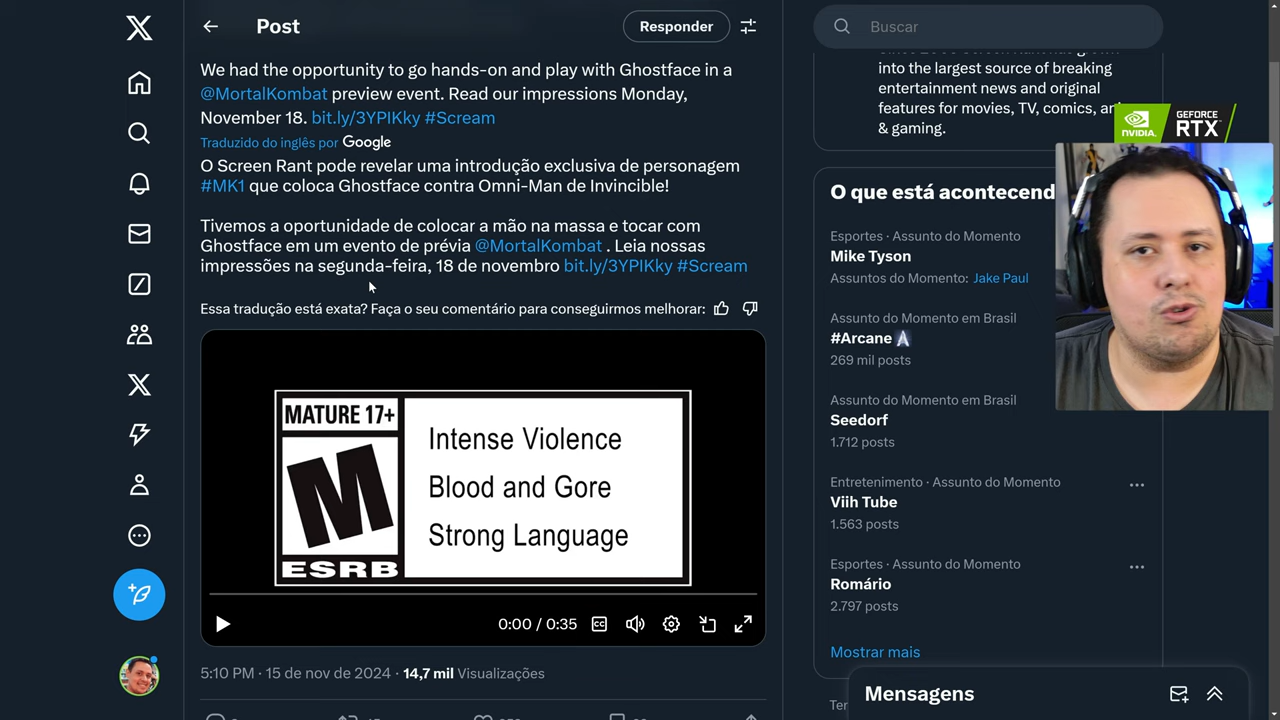 Post
Responder
We had the opportunity to go hands-on and play with Ghostface in a
@MortalKombat preview event. Read our impressions Monday,
November 18. bit.ly/3YPIKky #Scream
Traduzido do inglês por Google
O Screen Rant pode revelar uma introdução exclusiva de personagem
#MK1 que coloca Ghostface contra Omni-Man de Invincible!
Tivemos a oportunidade de colocar a mão na massa e tocar com
Ghostface em um evento de prévia @MortalKombat . Leia nossas
impressões na segunda-feira, 18 de novembro bit.ly/3YPIKky #Scream
Essa tradução está exata? Faça o seu comentário para conseguirmos melhorar:
MATURE 17+
M
ESRB
Intense Violence
Blood and Gore
Strong Language
0:00 / 0:35
CC
5:10 PM · 15 de nov de 2024 · 14,7 mil Visualizações
Buscar
into the largest source of breaking
entertainment news and original
features for movies, TV, comics,
& gaming.
NVIDIA.
GEFORCE
RTX
O que está acontecend
Esportes · Assunto do Momento
Mike Tyson
Assuntos do Momento: Jake Paul
Assunto do Momento em Brasil
#Arcane
269 mil posts
Assunto do Momento em Brasil
Seedorf
1.712 posts
Entretenimento · Assunto do Momento
Viih Tube
1.563 posts
Esportes · Assunto do Momento
Romário
2.797 posts
Mostrar mais
Mensagens